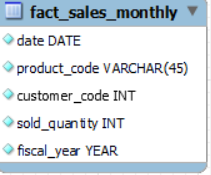 fact_sales_monthly
date DATE
product_code VARCHAR(45)
customer_code INT
sold_quantity INT
fiscal_year YEAR